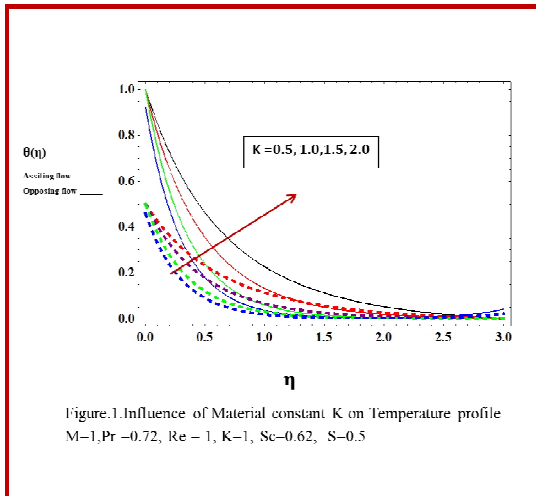 1.0
0.8
θ(η)
K =0.5, 1.0,1.5, 2.0
Assiting flow
0.6
Opposing flow
0.4
0.2
0.0
0.0 0.5 1.0 1.5 2.0 2.5 3.0
η
Figure.1.Influence of Material constant K on Temperature profile
M=1,Pr =0.72, Re = 1, K=1, Sc=0.62, S=0.5